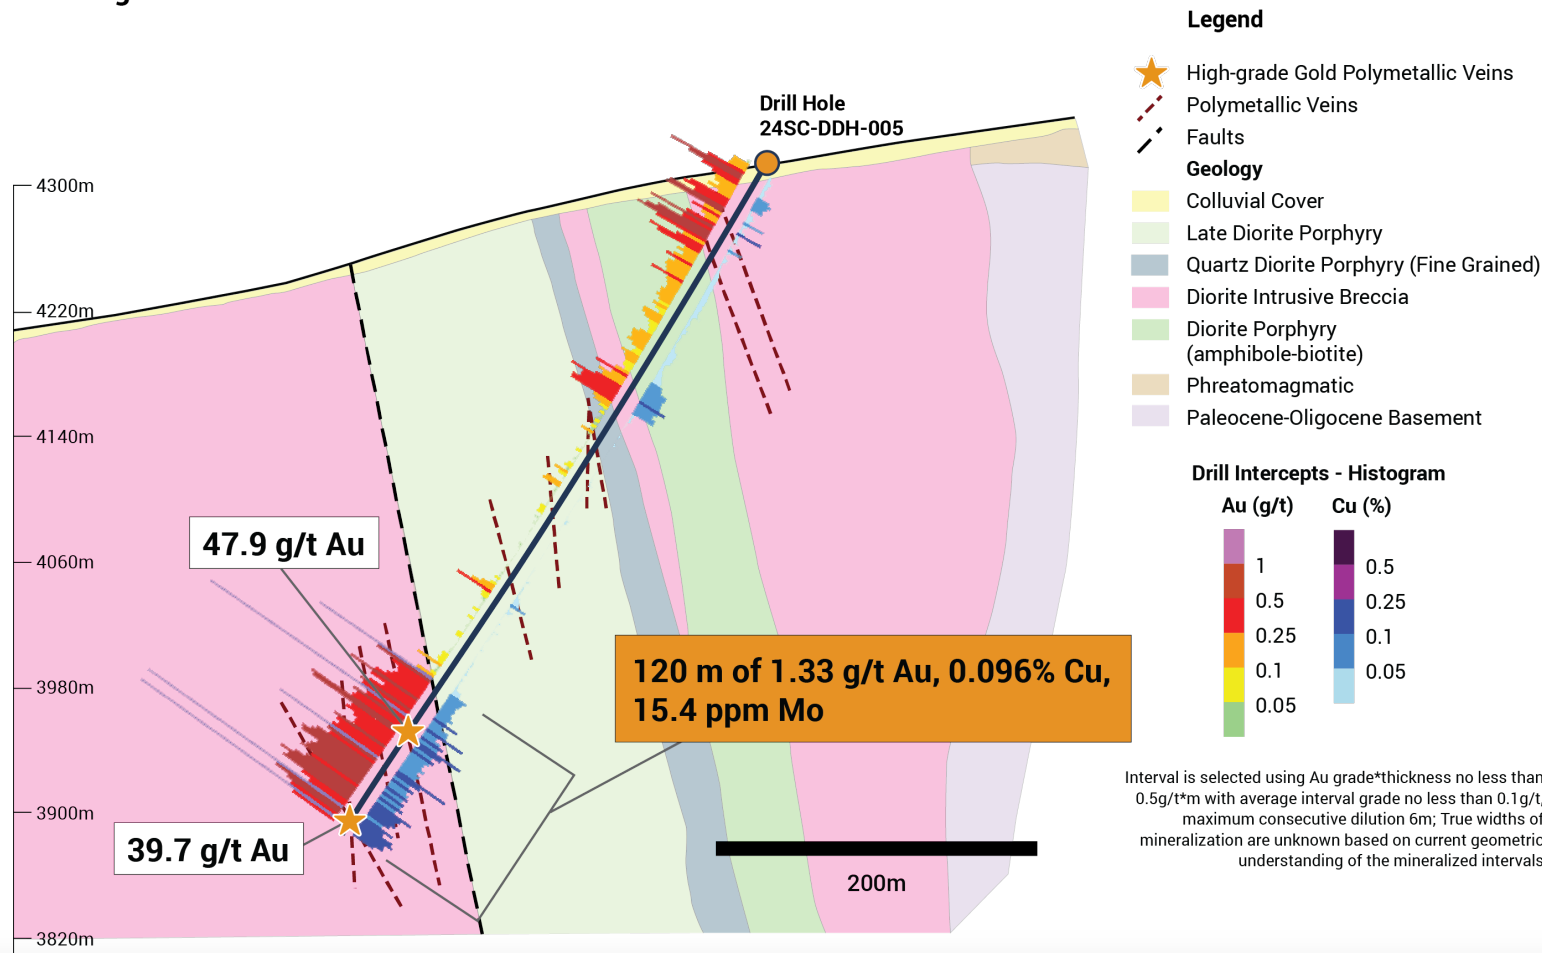 Drill Hole
24SC-DDH-005
4300m
4220m
4140m
4060m
3980m
3900m
3820m
47.9 g/t Au
39.7 g/t Au
120 m of 1.33 g/t Au, 0.096% Cu,
15.4 ppm Mo
200m
Legend
High-grade Gold Polymetallic Veins
Polymetallic Veins
Faults
Geology
Colluvial Cover
Late Diorite Porphyry
Quartz Diorite Porphyry (Fine Grained)
Diorite Intrusive Breccia
Diorite Porphyry
(amphibole-biotite)
Phreatomagmatic
Paleocene-Oligocene Basement
Drill Intercepts - Histogram
Au (g/t)
Cu (%)
1
0.5
0.25
0.1
0.05
0.5
0.25
0.1
0.05
Interval is selected using Au grade*thickness no less than
0.5g/t*m with average interval grade no less than 0.1g/t,
maximum consecutive dilution 6m; True widths of
mineralization are unknown based on current geometric
understanding of the mineralized intervals